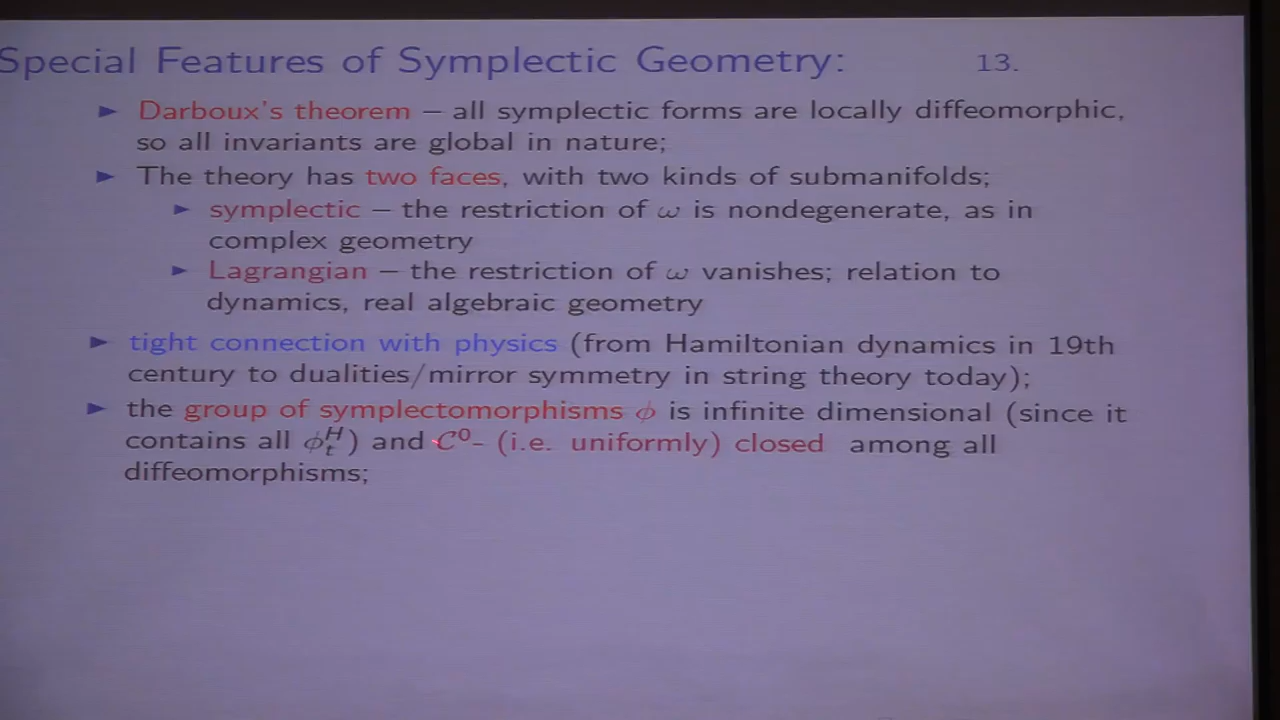 Special Features of Symplectic Geometry: 13.
► Darboux's theorem – all symplectic forms are locally diffeomorphic,
so all invariants are global in nature;
► The theory has two faces, with two kinds of submanifolds;
► symplectic – the restriction of ω is nondegenerate, as in
complex geometry
► Lagrangian – the restriction of ω vanishes; relation to
dynamics, real algebraic geometry
► tight connection with physics (from Hamiltonian dynamics in 19th
century to dualities/mirror symmetry in string theory today);
► the group of symplectomorphisms ϕ is infinite dimensional (since it
contains all ϕₜᴴ) and C⁰– (i.e. uniformly) closed among all
diffeomorphisms;